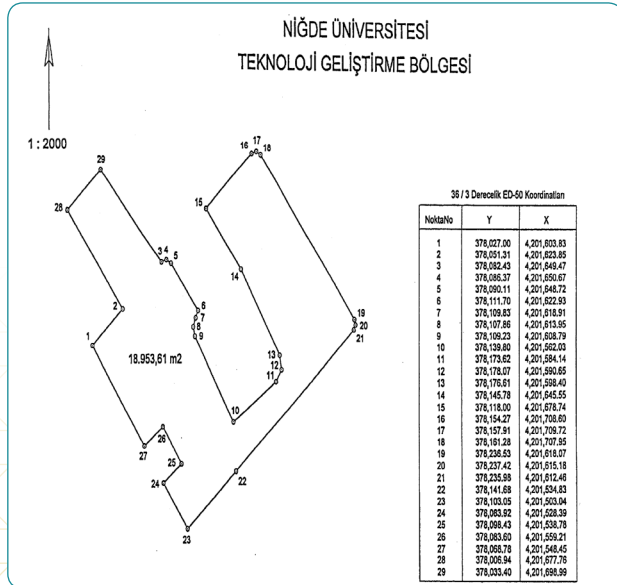 NİĞDE ÜNİVERSİTESİ
TEKNOLOJİ GELİŞTİRME BÖLGESİ
1 : 2000
29
28
2
1
3
4
5
6
7
8
9
10
11
12
13
14
15
16
17
18
19
20
21
22
23
24
25
26
27
18.953,61 m2
36 / 3 Derecelik ED-50 Koordinatları
NoktaNo Y X
1 378,027.00 4,201,603.83
2 378,051.31 4,201,623.85
3 378,082.43 4,201,649.47
4 378,086.37 4,201,650.67
5 378,090.11 4,201,648.72
6 378,111.70 4,201,622.93
7 378,109.83 4,201,618.91
8 378,107.86 4,201,613.95
9 378,109.23 4,201,608.79
10 378,139.80 4,201,562.03
11 378,173.62 4,201,584.14
12 378,178.07 4,201,590.65
13 378,176.61 4,201,598.40
14 378,145.78 4,201,645.55
15 378,118.00 4,201,678.74
16 378,154.27 4,201,708.60
17 378,157.91 4,201,709.72
18 378,161.28 4,201,707.95
19 378,236.53 4,201,618.07
20 378,237.42 4,201,615.18
21 378,235.98 4,201,612.46
22 378,141.68 4,201,534.83
23 378,103.05 4,201,503.04
24 378,083.92 4,201,528.39
25 378,098.43 4,201,538.78
26 378,083.60 4,201,559.21
27 378,068.78 4,201,548.45
28 378,006.94 4,201,677.76
29 378,033.40 4,201,698.99